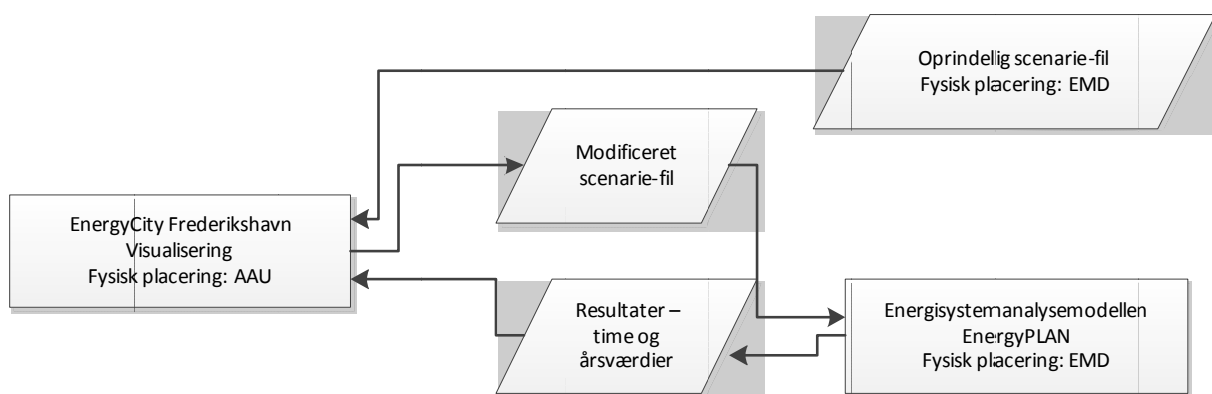 Oprindelig scenarie-fil
Fysisk placering: EMD
Modificeret
scenarie-fil
EnergyCity Frederikshavn
Visualisering
Fysisk placering: AAU
Resultater –
time og
årsværdier
Energisystemanalysemodellen
EnergyPLAN
Fysisk placering: EMD